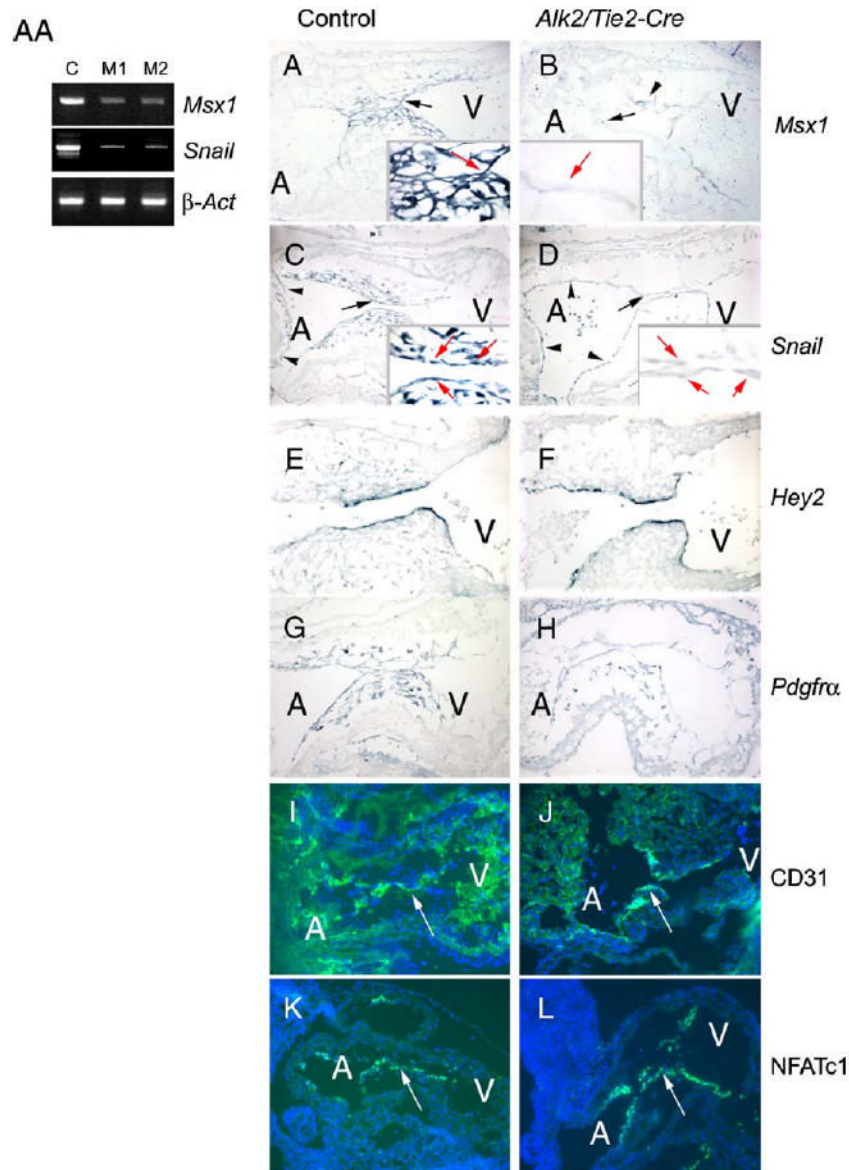 Control Alk2/Tie2-Cre
AA
C M1 M2
Msx1
Snail
β-Act
A
V
A
B
A
V
Msx1
C
A
V
D
A
V
Snail
E
V
F
V
Hey2
G
A
V
H
A
Pdgfrα
I
V
A
J
V
A
CD31
K
A
V
L
V
A
NFATc1